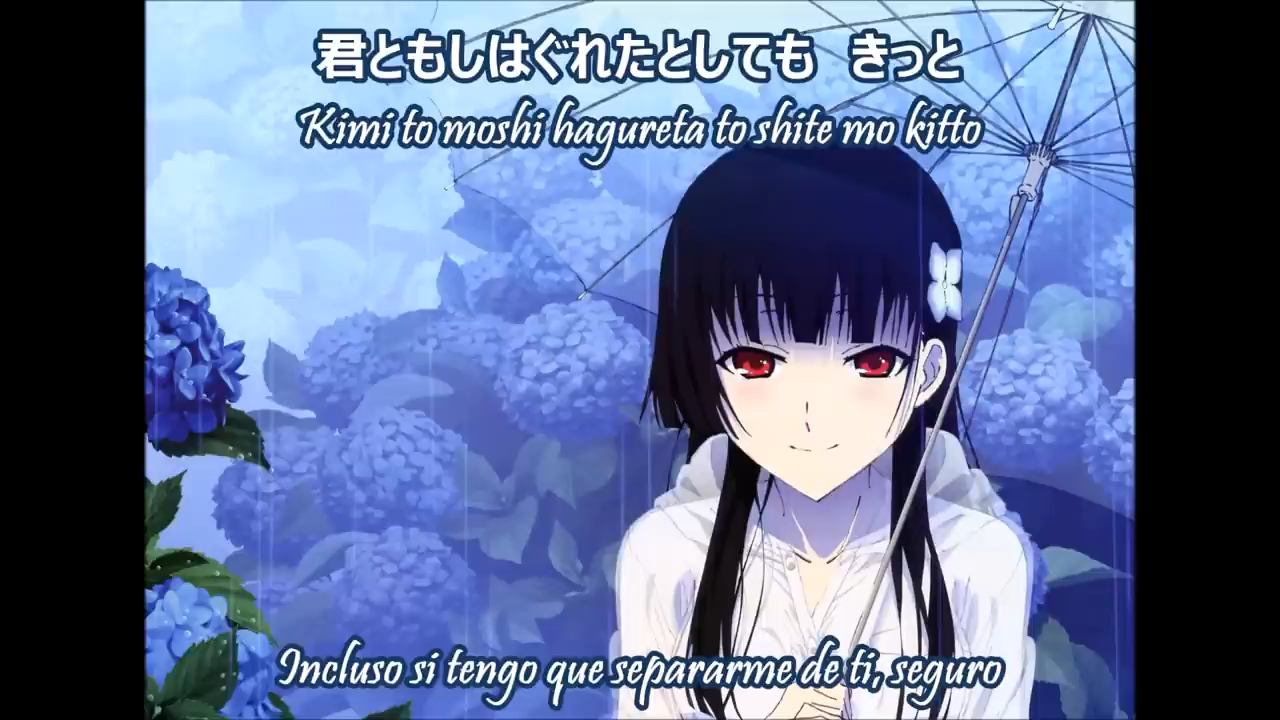 君ともしはぐれたとしても　きっと
Kimi to moshi hagureta to shite mo kitto
Incluso si tengo que separarme de ti, seguro